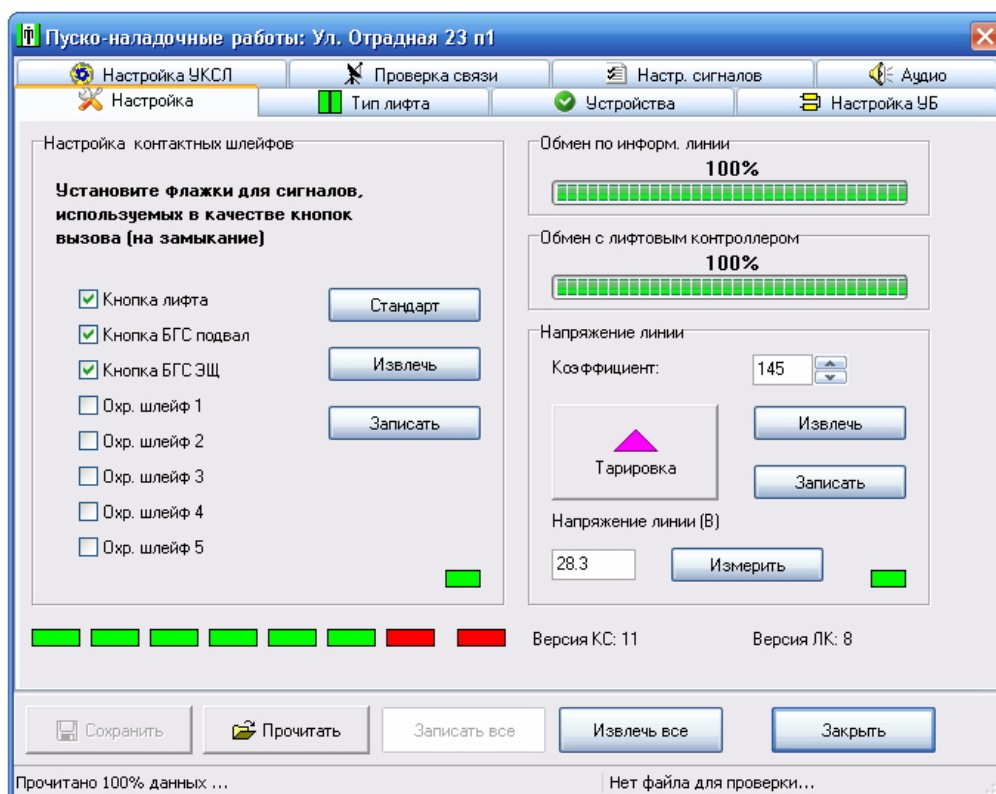 Пуско-наладочные работы: Ул. Отрадная 23 п1
Настройка УКСЛ
Проверка связи
Настр. сигналов
Аудио
Настройка
Тип лифта
Устройства
Настройка УБ
Настройка контактных шлейфов
Установите флажки для сигналов,
используемых в качестве кнопок
вызова (на замыкание)
Кнопка лифта
Кнопка БГС подвал
Кнопка БГС ЭЩ
Охр. шлейф 1
Охр. шлейф 2
Охр. шлейф 3
Охр. шлейф 4
Охр. шлейф 5
Стандарт
Извлечь
Записать
Обмен по информ. линии
100%
Обмен с лифтовым контроллером
100%
Напряжение линии
Коэффициент:
145
Тарировка
Извлечь
Записать
Напряжение линии (В)
28.3
Измерить
Версия КС: 11
Версия ЛК: 8
Сохранить
Прочитать
Записать все
Извлечь все
Закрыть
Прочитано 100% данных ...
Нет файла для проверки...